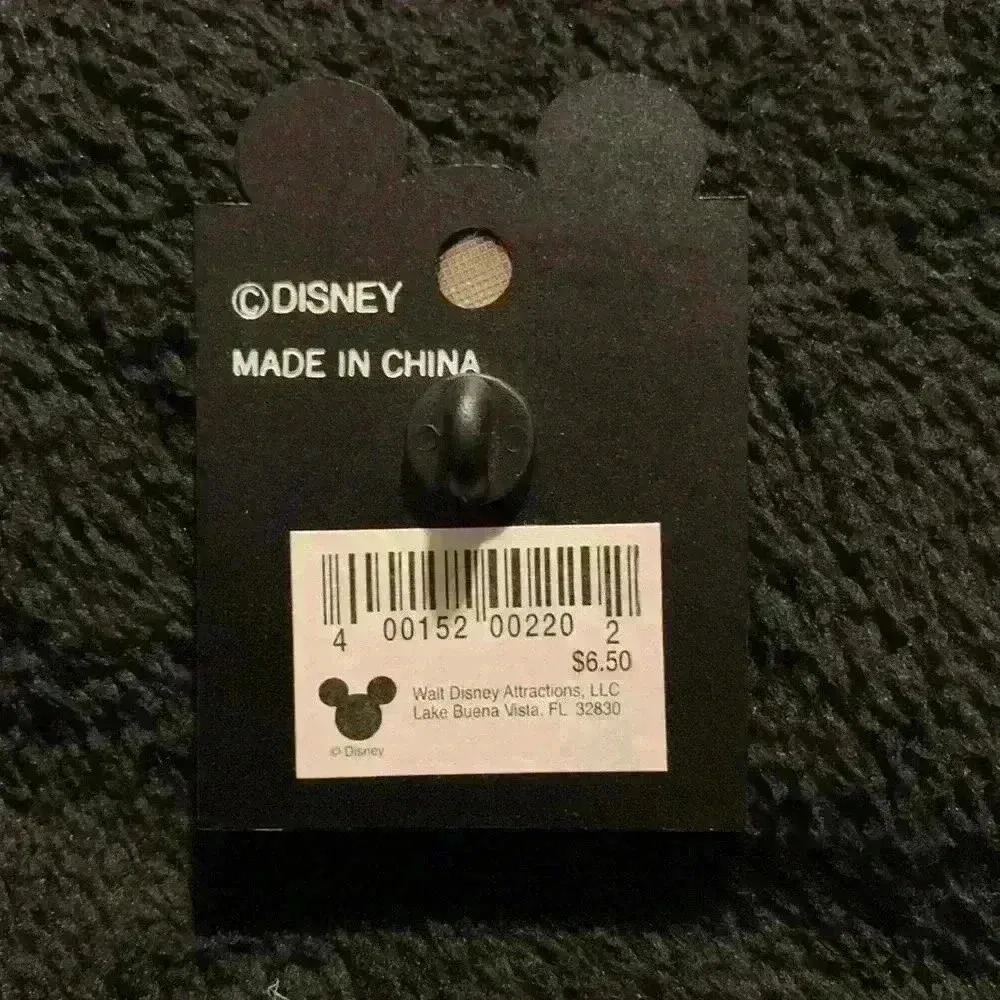 ©DISNEY
MADE IN CHINA
4 00152 00220 2
$6.50
Walt Disney Attractions, LLC
Lake Buena Vista, FL 32830
© Disney